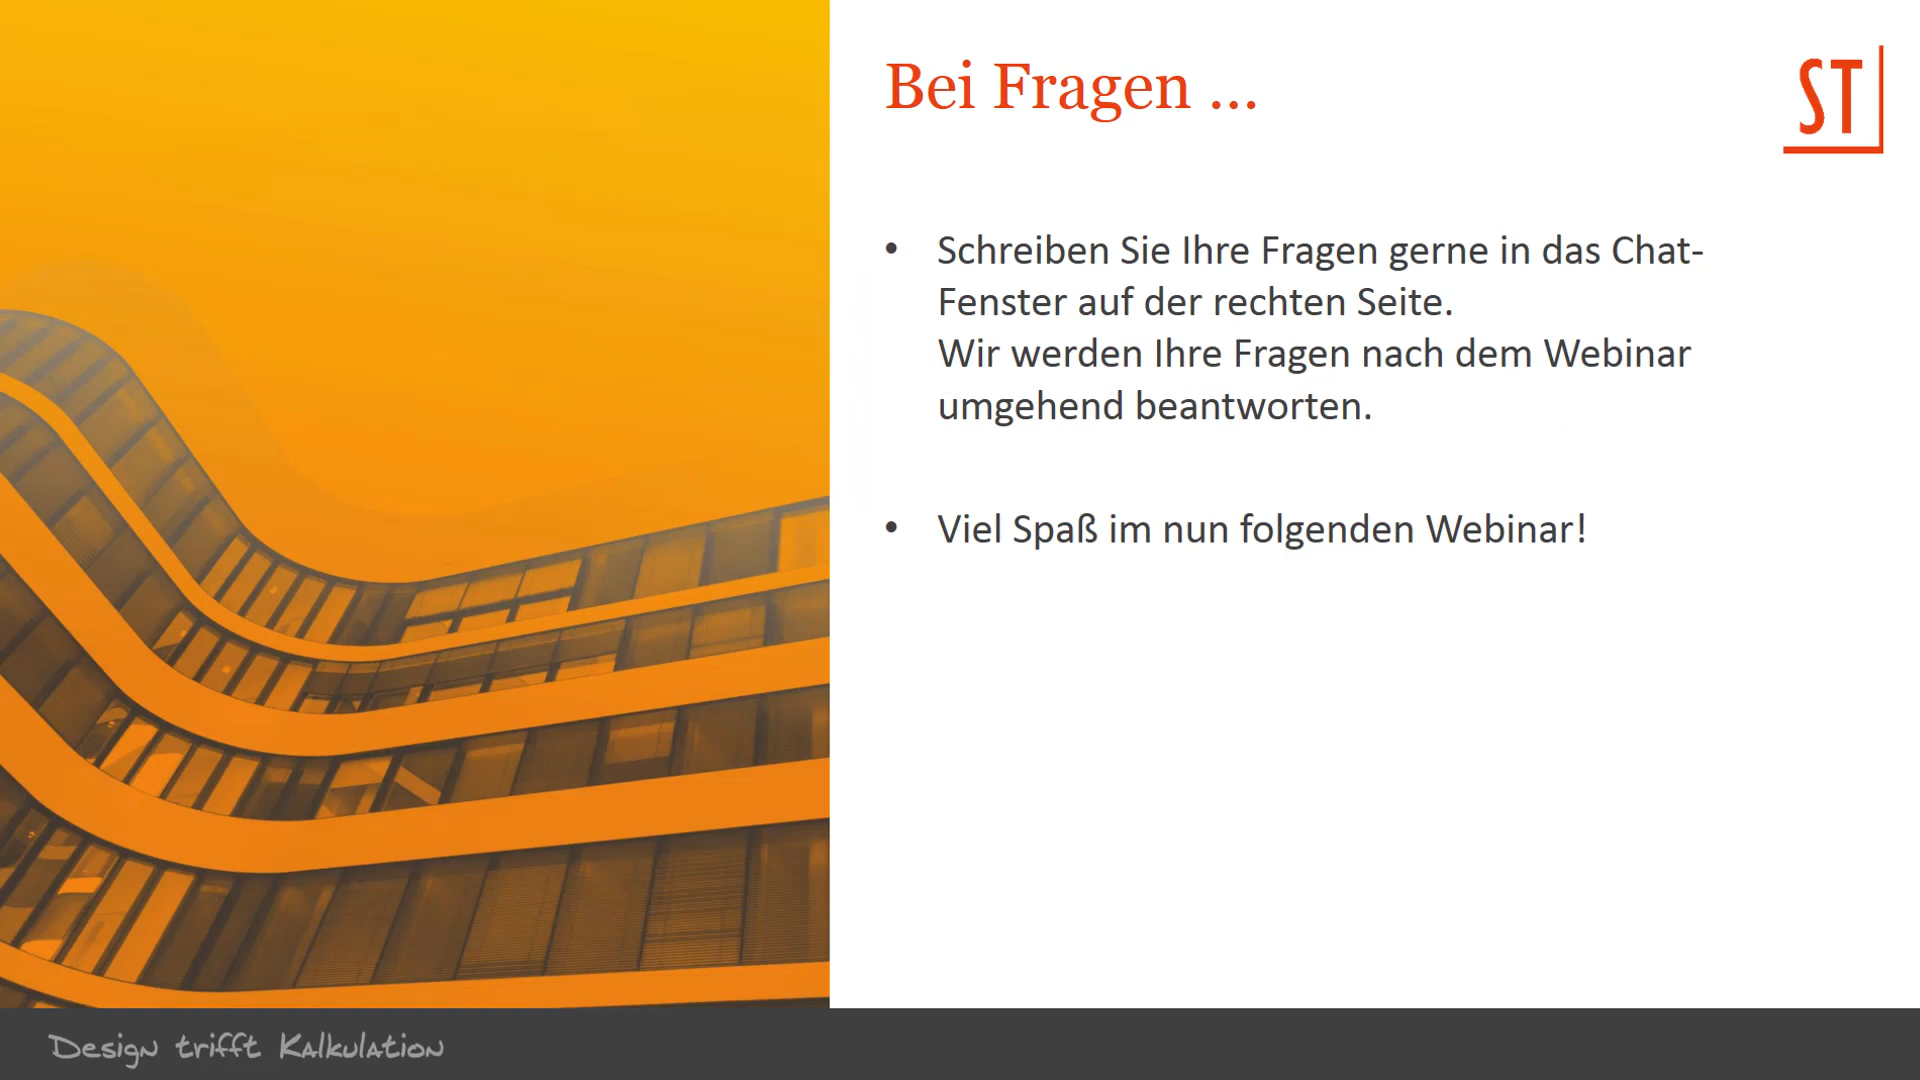 Bei Fragen ...
ST
• Schreiben Sie Ihre Fragen gerne in das Chat-
Fenster auf der rechten Seite.
Wir werden Ihre Fragen nach dem Webinar
umgehend beantworten.
• Viel Spaß im nun folgenden Webinar!
Design trifft Kalkulation